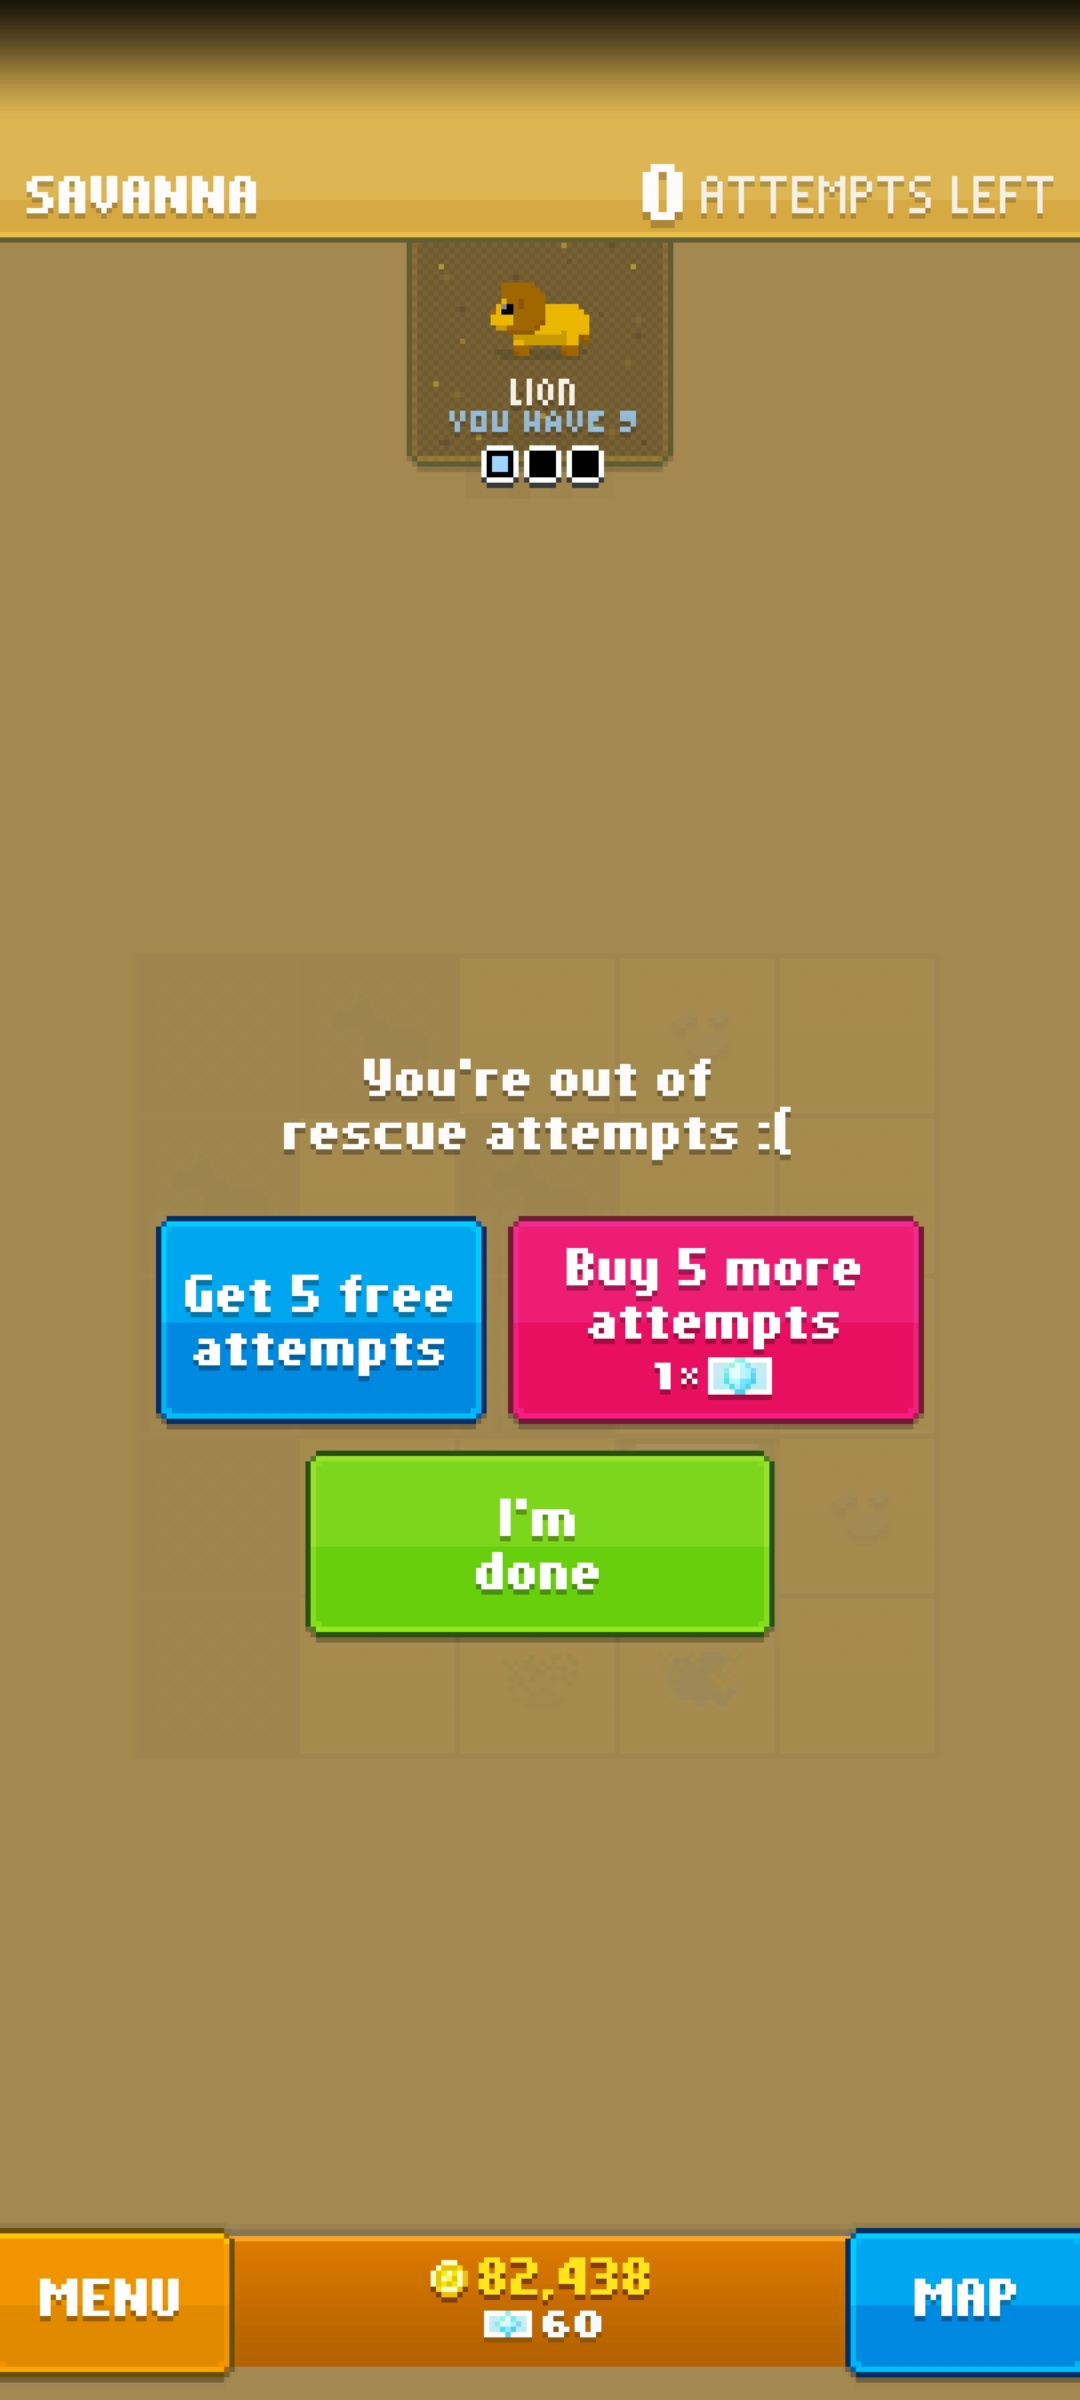 SAVANNA
0 ATTEMPTS LEFT
LION
YOU HAVE 9
You're out of
rescue attempts :(
Get 5 free
attempts
Buy 5 more
attempts
1×
I'm
done
MENU
82,438
60
MAP